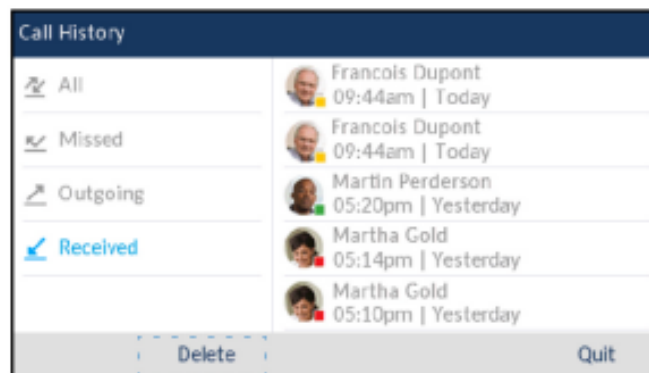 Call History
All
Missed
Outgoing
Received
Francois Dupont
09:44am | Today
Francois Dupont
09:44am | Today
Martin Perderson
05:20pm | Yesterday
Martha Gold
05:14pm | Yesterday
Martha Gold
05:10pm | Yesterday
Delete
Quit